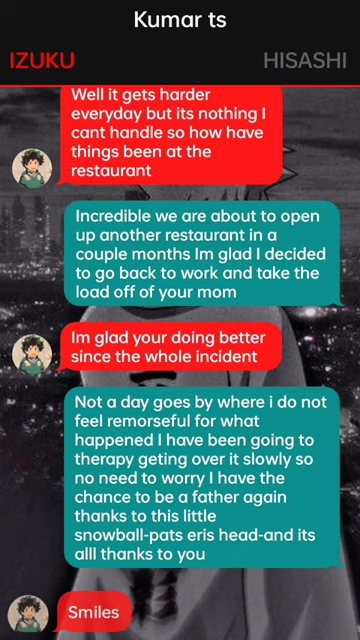 Kumar ts
IZUKU
HISASHI
Well it gets harder
everyday but its nothing I
cant handle so how have
things been at the
restaurant
Incredible we are about to open
up another restaurant in a
couple months Im glad I decided
to go back to work and take the
load off of your mom
Im glad your doing better
since the whole incident
Not a day goes by where i do not
feel remorseful for what
happened I have been going to
therapy geting over it slowly so
no need to worry I have the
chance to be a father again
thanks to this little
snowball-pats eris head-and its
alll thanks to you
Smiles